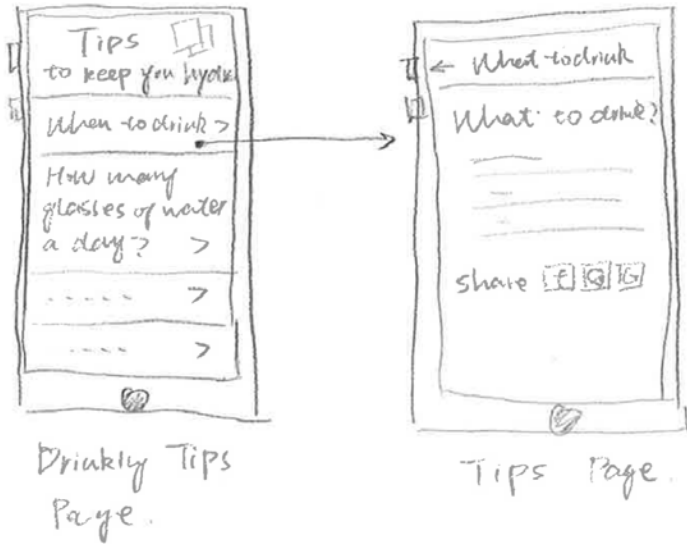 Tips
to keep you hydra
When to drink >
How many
glasses of water
a day? >
..... >
.... >
Drinkly Tips
Page.
← What to drink
What to drink?
share f G+
Tips Page.